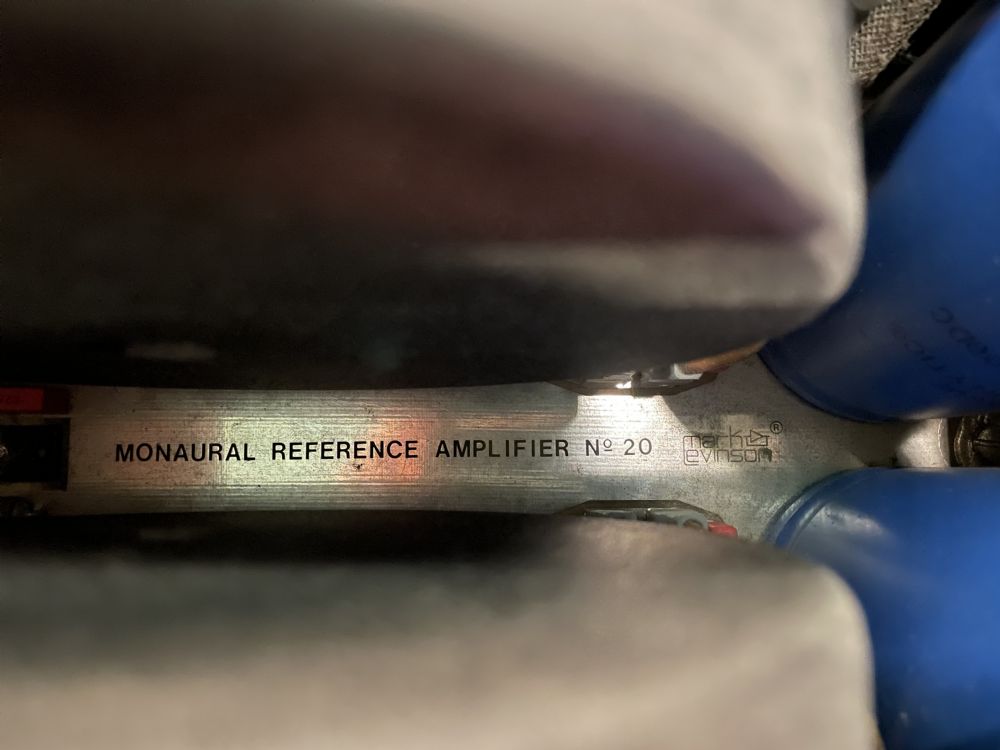 MONAURAL REFERENCE AMPLIFIER Nº 20
mark
levinson®